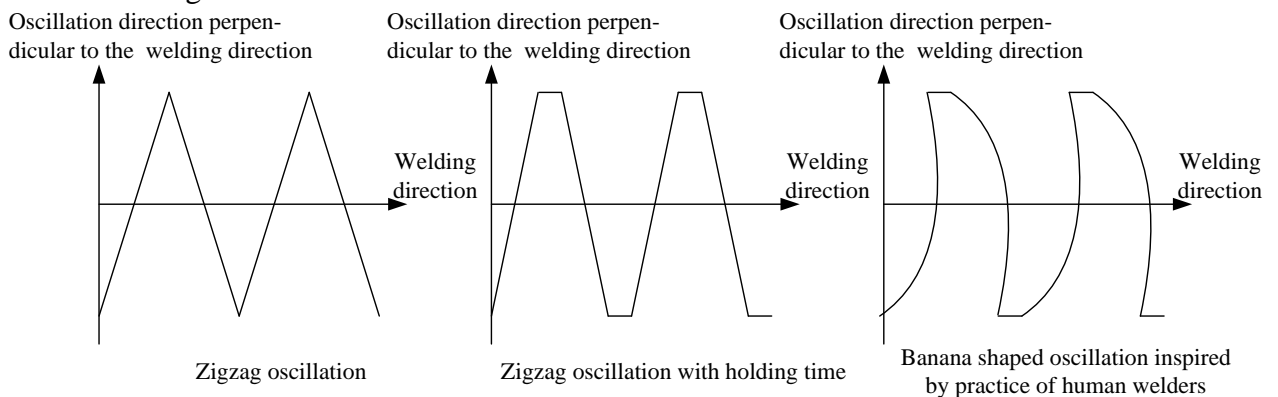 Oscillation direction perpen-
dicular to the welding direction
Welding
direction
Zigzag oscillation
Oscillation direction perpen-
dicular to the welding direction
Welding
direction
Zigzag oscillation with holding time
Oscillation direction perpen-
dicular to the welding direction
Welding
direction
Banana shaped oscillation inspired
by practice of human welders